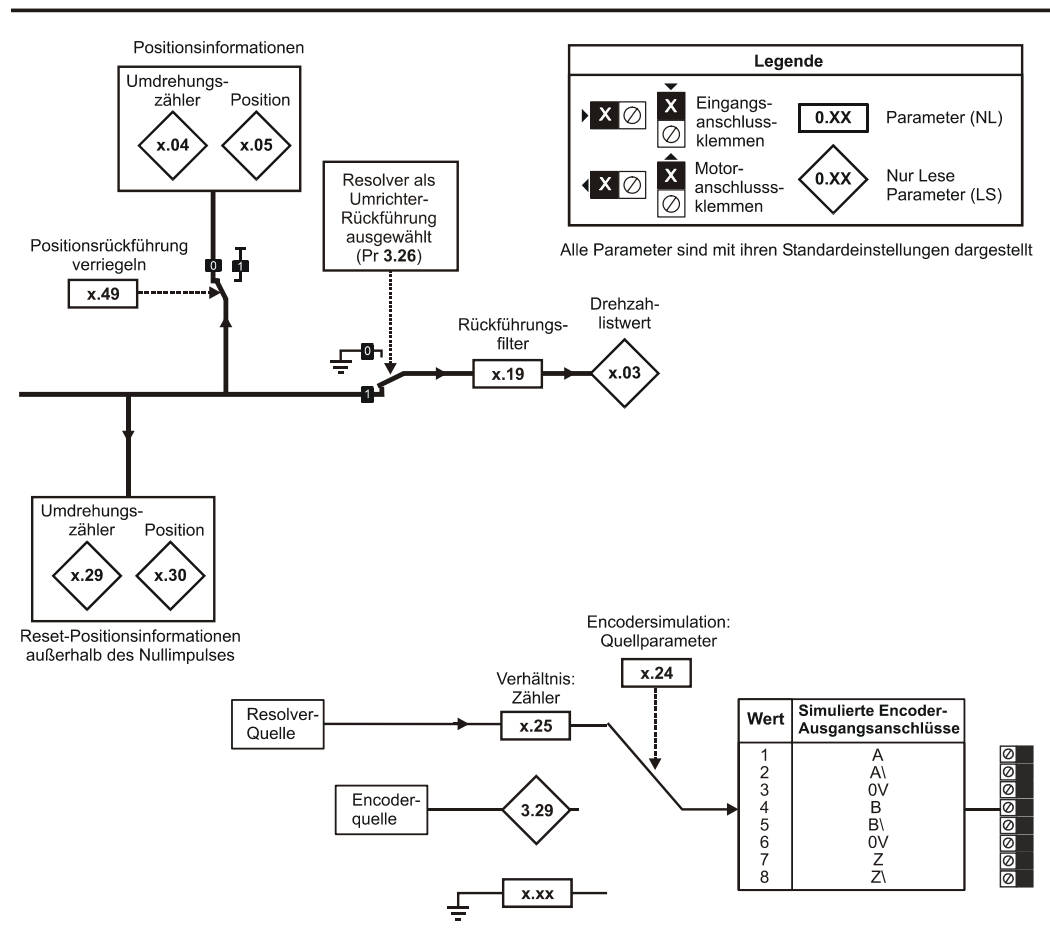 Positionsinformationen
Umdrehungs-
zähler
Position
x.04
x.05
Legende
X
X
Eingangs-
anschluss-
klemmen
0.XX
Parameter (NL)
X
X
Motor-
anschlusss-
klemmen
0.XX
Nur Lese
Parameter (LS)
Alle Parameter sind mit ihren Standardeinstellungen dargestellt
Resolver als
Umrichter-
Rückführung
ausgewählt
(Pr 3.26)
Positionsrückführung
verriegeln
x.49
0
1
0
1
Rückführungs-
filter
x.19
Drehzah-
listwert
x.03
Umdrehungs-
zähler
Position
x.29
x.30
Reset-Positionsinformationen
außerhalb des Nullimpulses
Encodersimulation:
Quellparameter
x.24
Verhältnis:
Zähler
x.25
Resolver-
Quelle
Encoder-
quelle
3.29
x.xx
Wert
Simulierte Encoder-
Ausgangsanschlüsse
1 A
2 A\
3 0V
4 B
5 B\
6 0V
7 Z
8 Z\